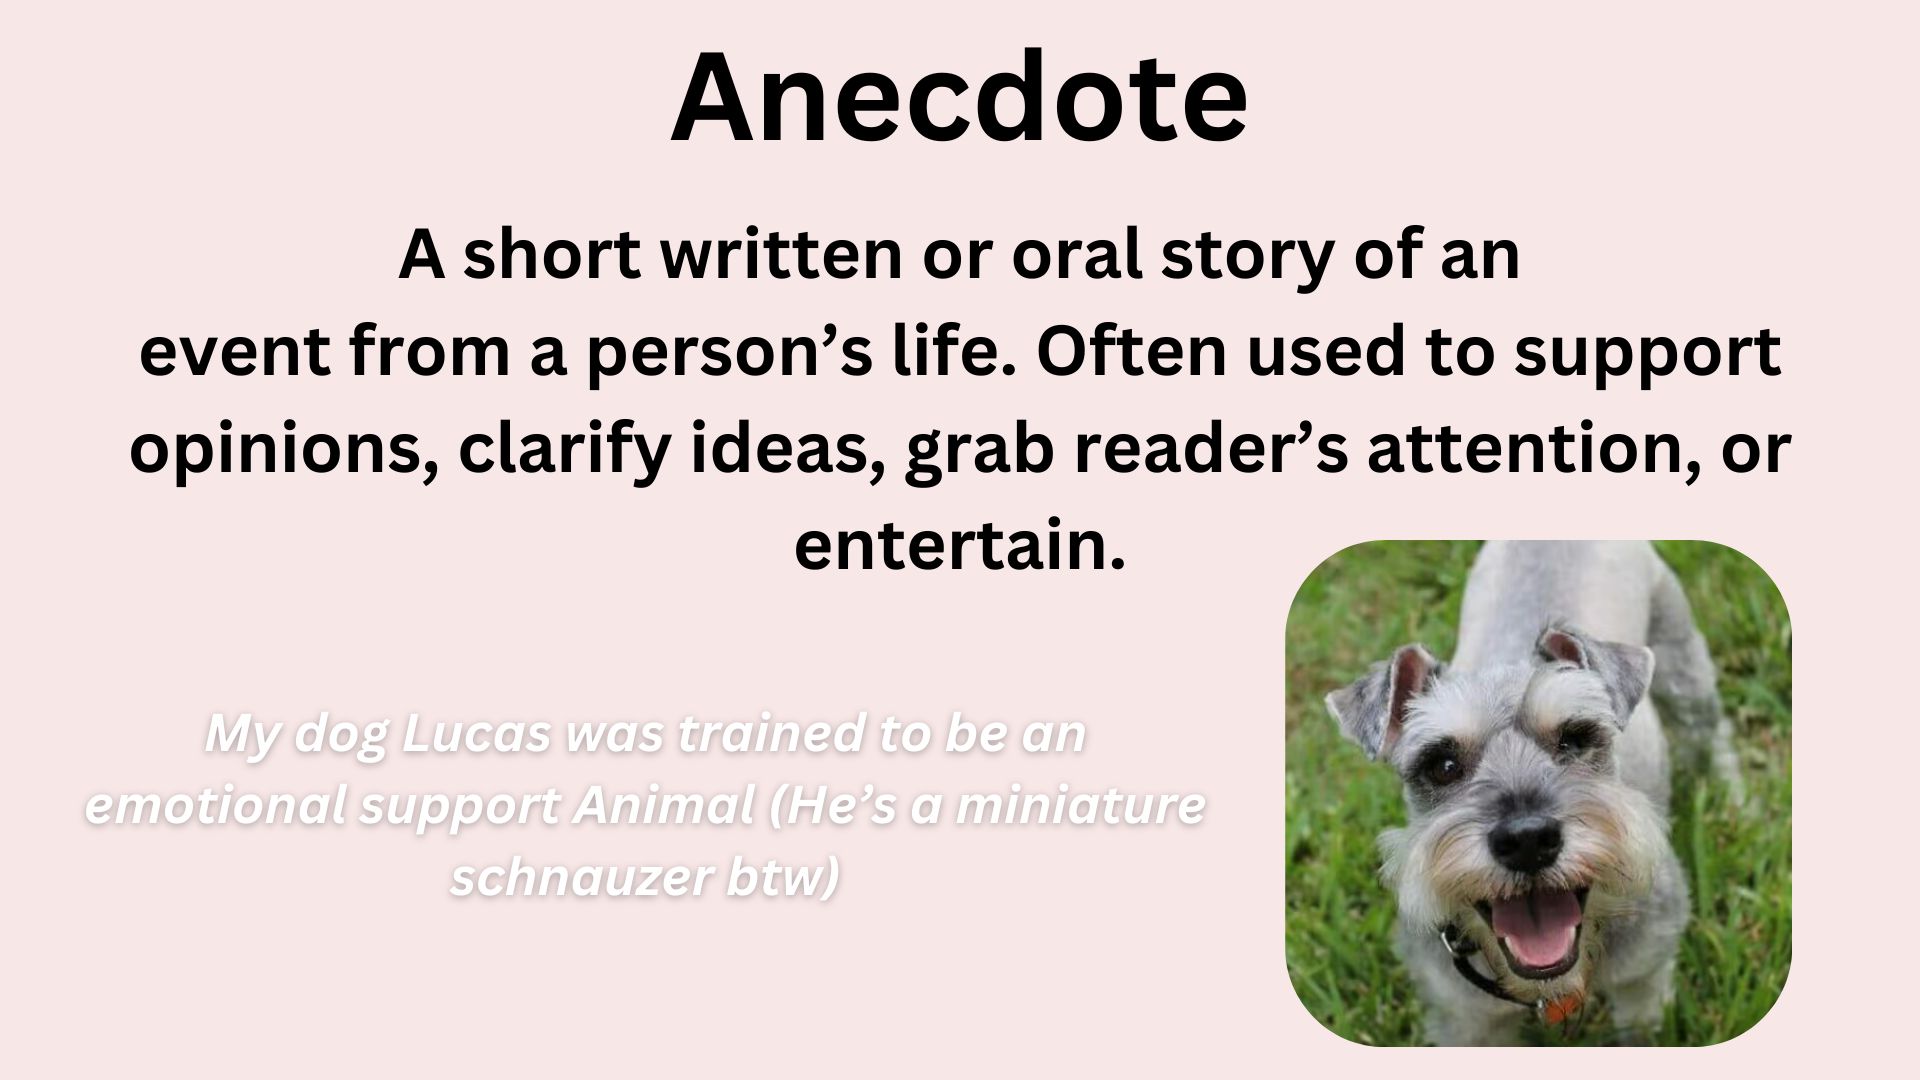 Anecdote
A short written or oral story of an
event from a person’s life. Often used to support
opinions, clarify ideas, grab reader’s attention, or
entertain.
My dog Lucas was trained to be an
emotional support Animal (He’s a miniature
schnauzer btw)